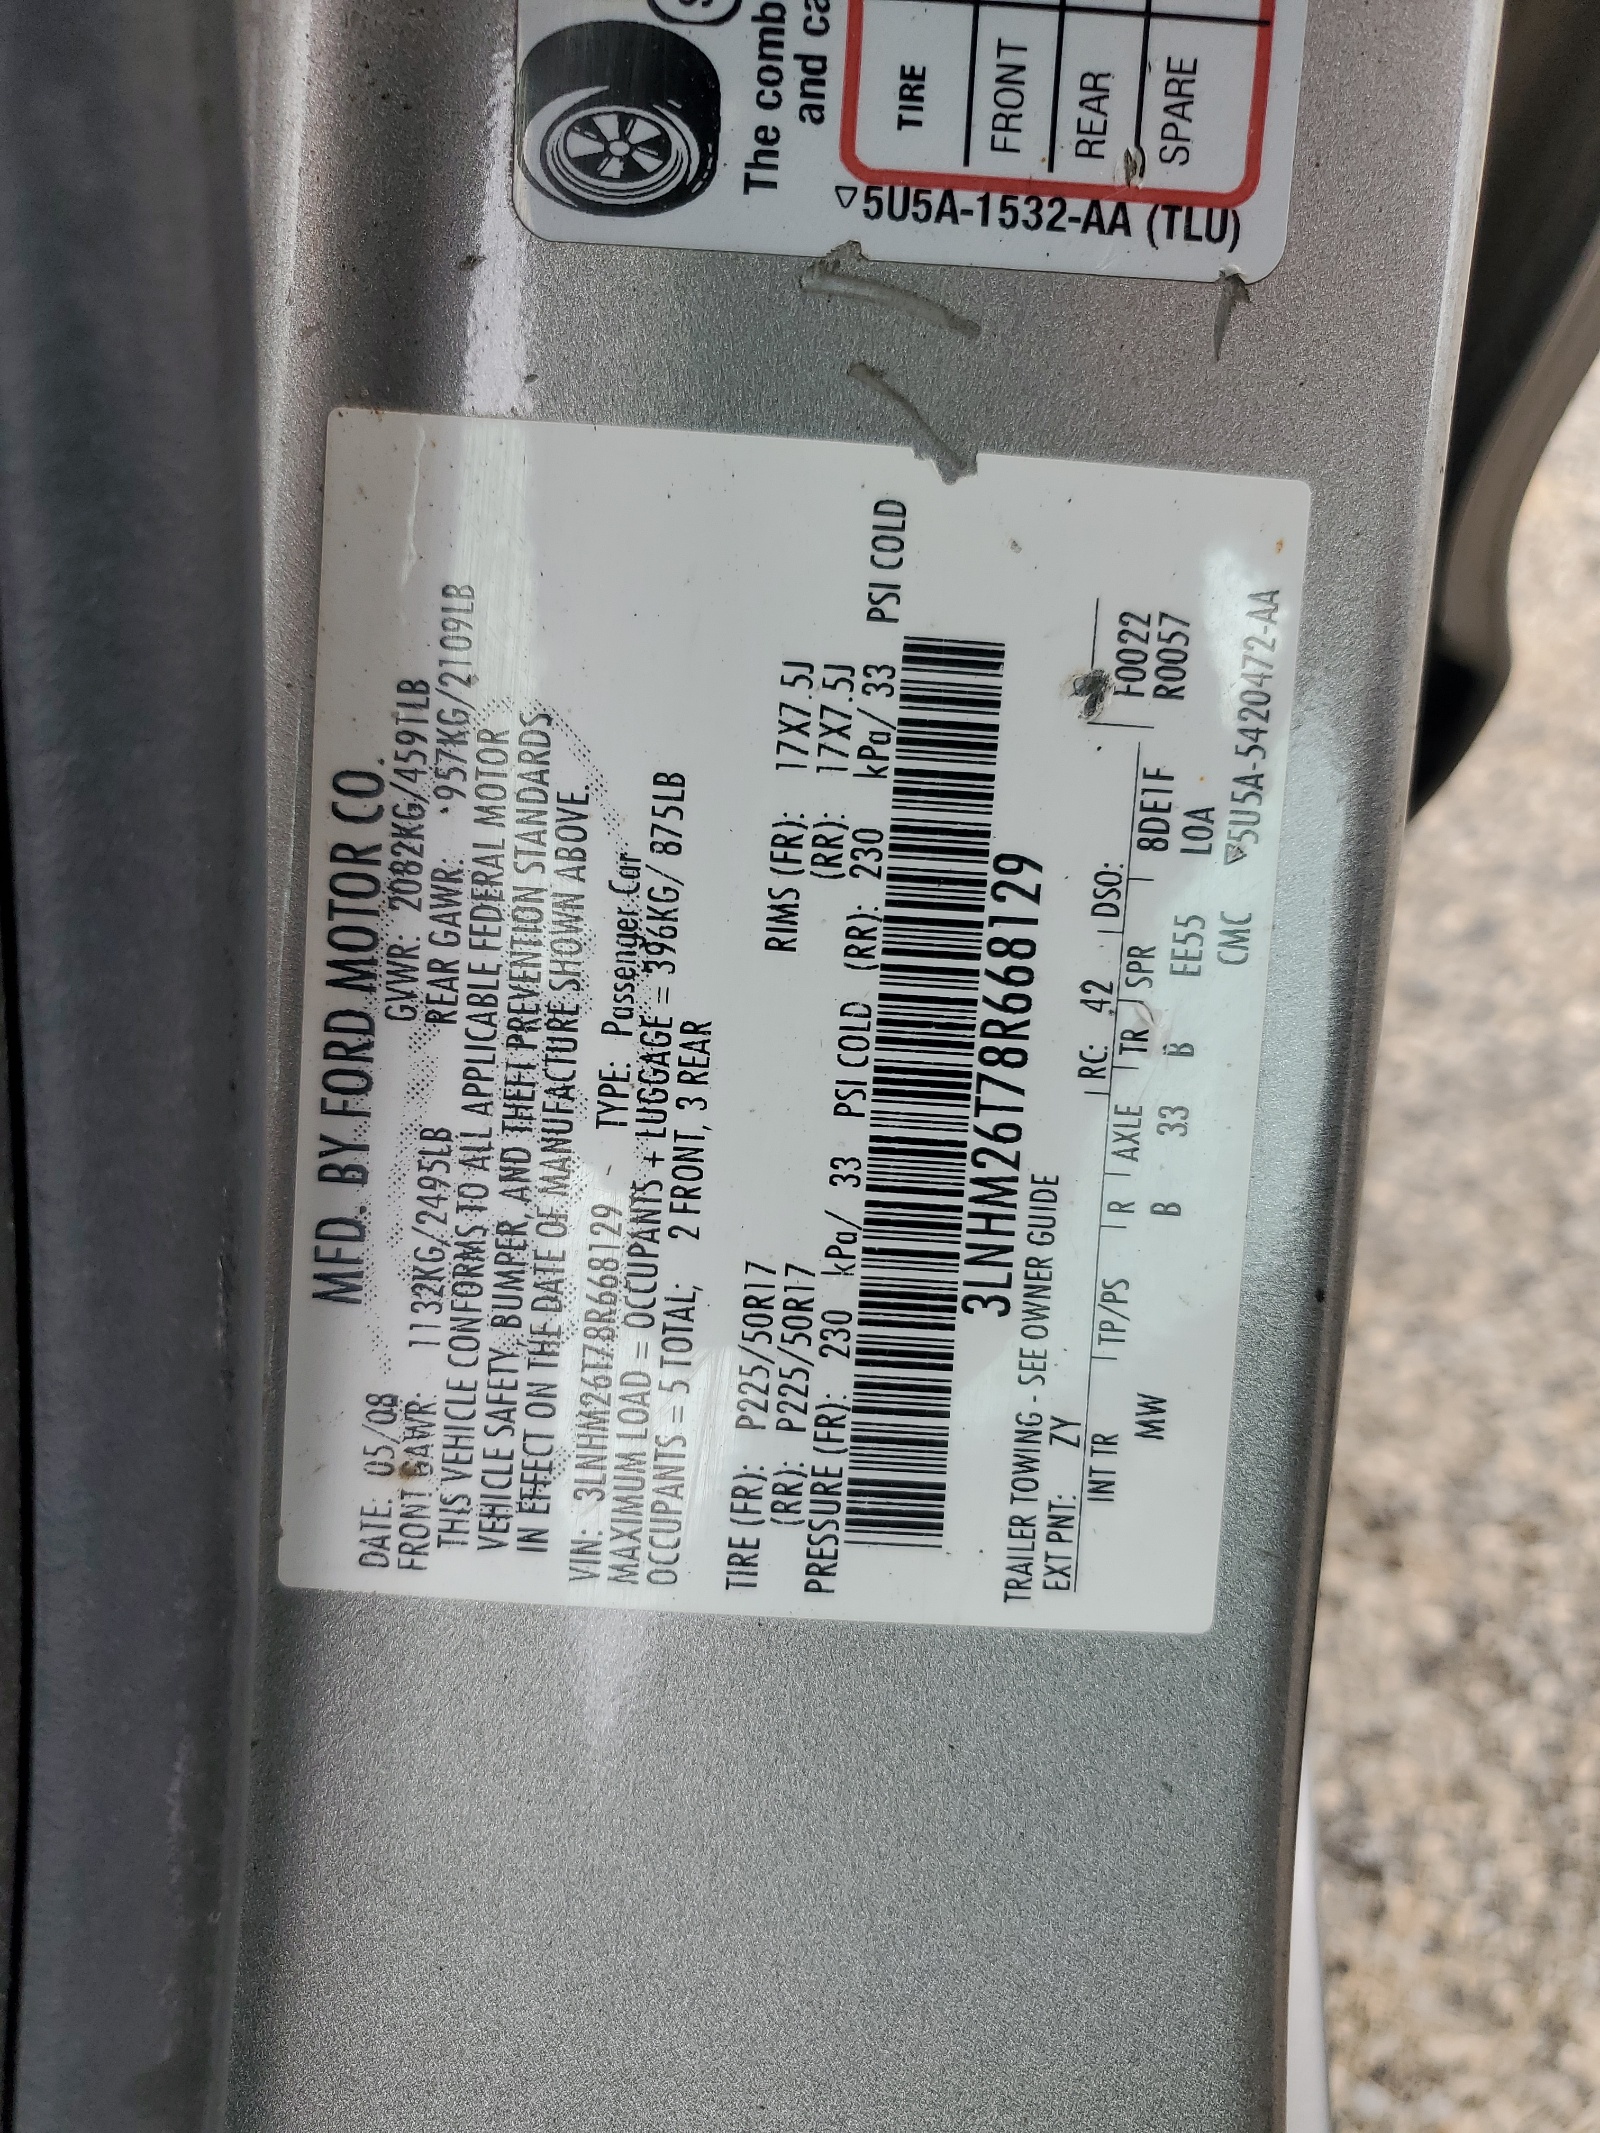 MFD. BY FORD MOTOR CO.
DATE: 05/08 GVWR: 2082KG/4591LB
FRONT GAWR: 1132KG/2495LB REAR GAWR: 957KG/2109LB
THIS VEHICLE CONFORMS TO ALL APPLICABLE FEDERAL MOTOR
VEHICLE SAFETY, BUMPER, AND THEFT PREVENTION STANDARDS
IN EFFECT ON THE DATE OF MANUFACTURE SHOWN ABOVE.
VIN: 3LNHM26T78R668129 TYPE: Passenger Car
MAXIMUM LOAD = OCCUPANTS + LUGGAGE = 396KG/ 875LB
OCCUPANTS = 5 TOTAL; 2 FRONT, 3 REAR
TIRE (FR): P225/50R17 RIMS (FR): 17X7.5J
(RR): P225/50R17 (RR): 17X7.5J
PRESSURE (FR): 230 kPa/ 33 PSI COLD (RR): 230 kPa/ 33 PSI COLD
3LNHM26T78R668129
TRAILER TOWING - SEE OWNER GUIDE
EXT PNT: ZY RC: 42 DSO:
INT TR TP/PS R AXLE TR SPR 8DE1F F0022
MW B 33 B EE55 L0A R0057
CMC ▽5U5A-5420472-AA
The comb
and ca
TIRE
FRONT
REAR
SPARE
▽5U5A-1532-AA (TLU)